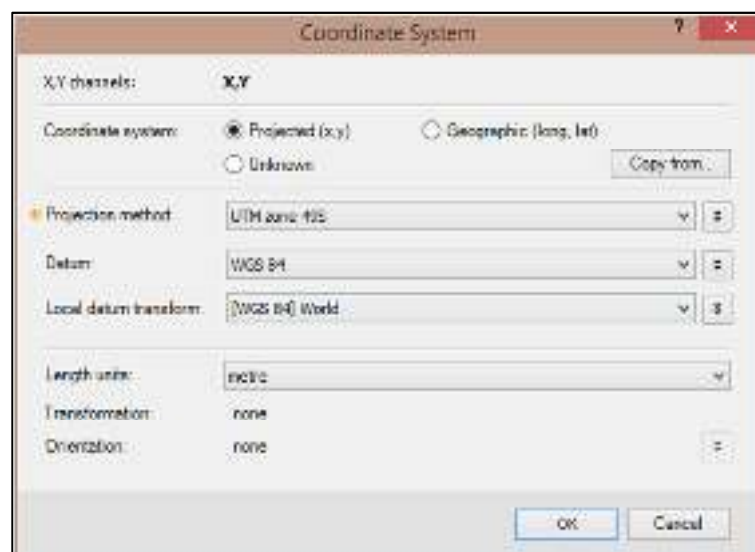 Coordinate System ? x
X,Y channels: X,Y
Coordinate system: Projected (x,y) Geographic (long, lat)
Unknown Copy from...
Projection method: UTM zone 49S
Datum: WGS 84
Local datum transform: [WGS 84] World
Length units: metre
Transformation: none
Orientation: none
OK Cancel